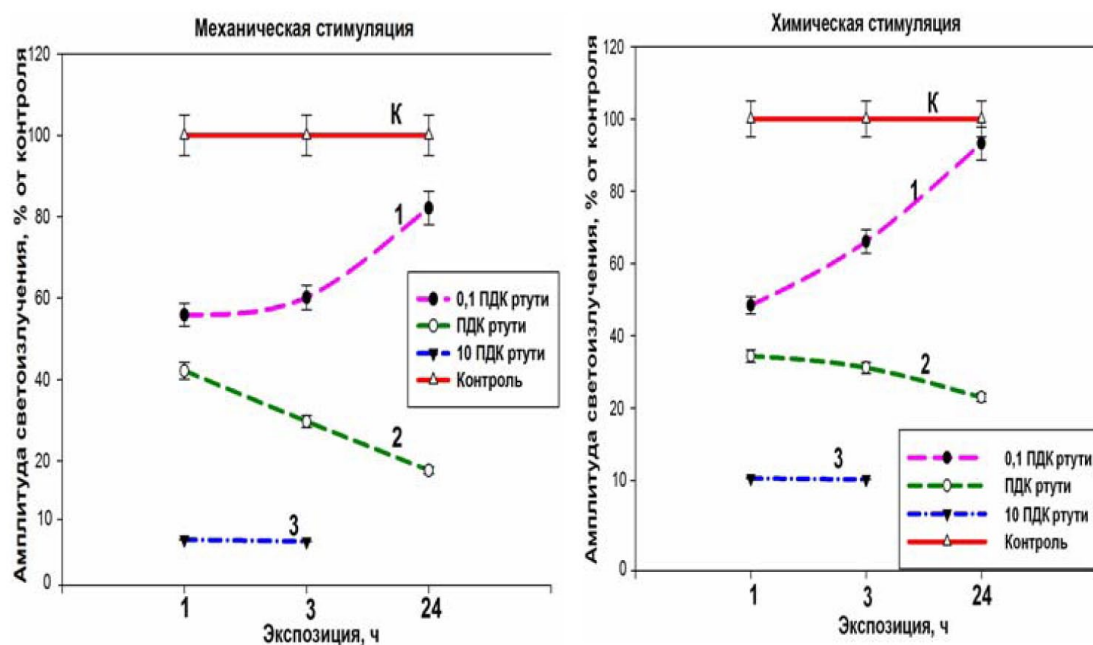 Механическая стимуляция
Амплитуда светоизлучения, % от контроля
120
100
80
60
40
20
10
0
К
1
2
3
0,1 ПДК ртути
ПДК ртути
10 ПДК ртути
Контроль
1 3 24
Экспозиция, ч
Химическая стимуляция
Амплитуда светоизлучения, % от контроля
120
100
80
60
40
20
10
0
К
1
2
3
0,1 ПДК ртути
ПДК ртути
10 ПДК ртути
Контроль
1 3 24
Экспозиция, ч